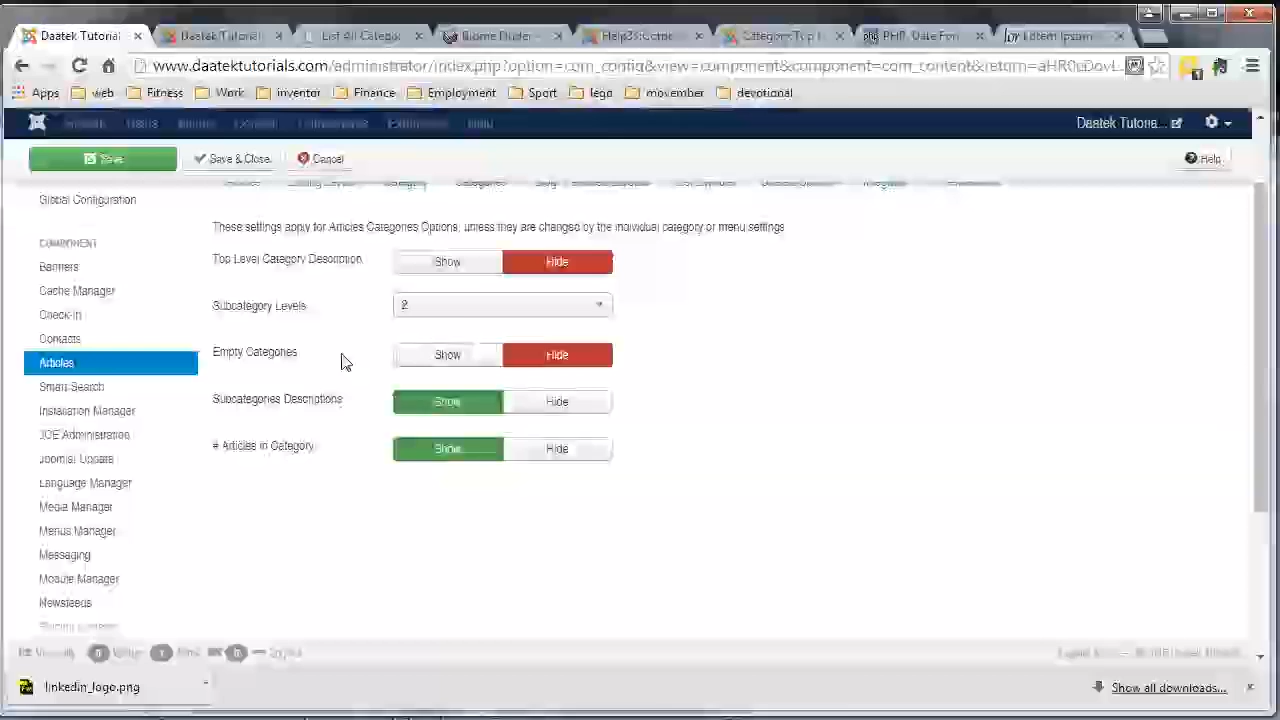 Daatek Tutorial Daatek Tutorial List All Catego Category Top L PHP: Date For Lorem Ipsum
www.daatektutorials.com/administrator/index.php?option=com_config&view=component&component=com_content&return=
Apps web Fitness Work inventor Finance Employment Sport lego movember devotional
Daatek Tutoria...
Save Save & Close Cancel Help
Global Configuration
These settings apply for Articles Categories Options, unless they are changed by the individual category or menu settings
COMPONENT
Top Level Category Description Show Hide
Banners
Cache Manager
Subcategory Levels 2
Check-in
Contacts
Empty Categories Show Hide
Articles
Smart Search
Subcategories Descriptions Show Hide
Installation Manager
JCE Administration
# Articles in Category Show Hide
Joomla! Update
Language Manager
Media Manager
Menus Manager
Messaging
Module Manager
Newsfeeds
linkedin_logo.png Show all downloads...